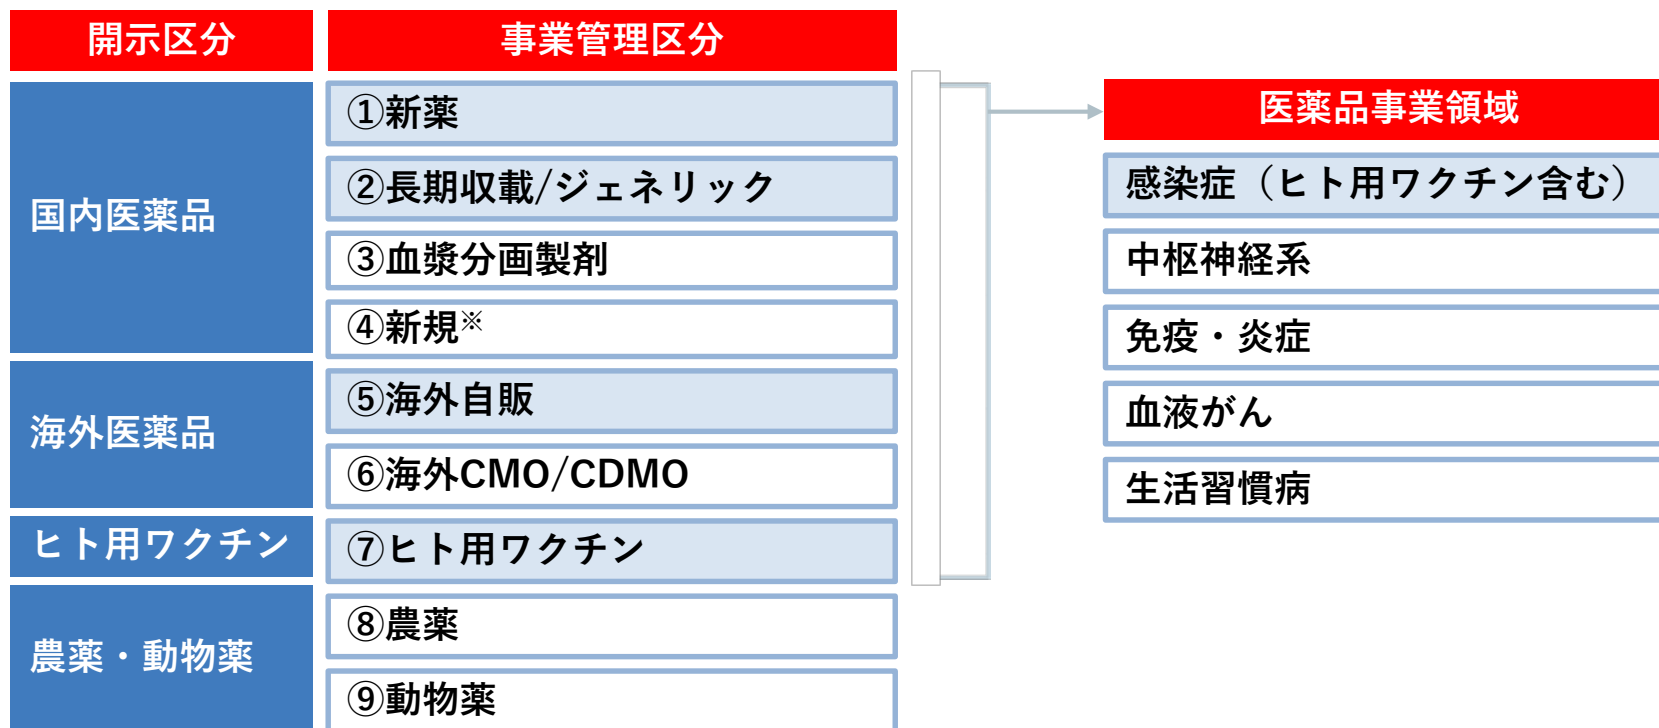 開示区分
事業管理区分
国内医薬品
①新薬
②長期収載/ジェネリック
③血漿分画製剤
④新規※
海外医薬品
⑤海外自販
⑥海外CMO/CDMO
ヒト用ワクチン
⑦ヒト用ワクチン
農薬・動物薬
⑧農薬
⑨動物薬
医薬品事業領域
感染症（ヒト用ワクチン含む）
中枢神経系
免疫・炎症
血液がん
生活習慣病